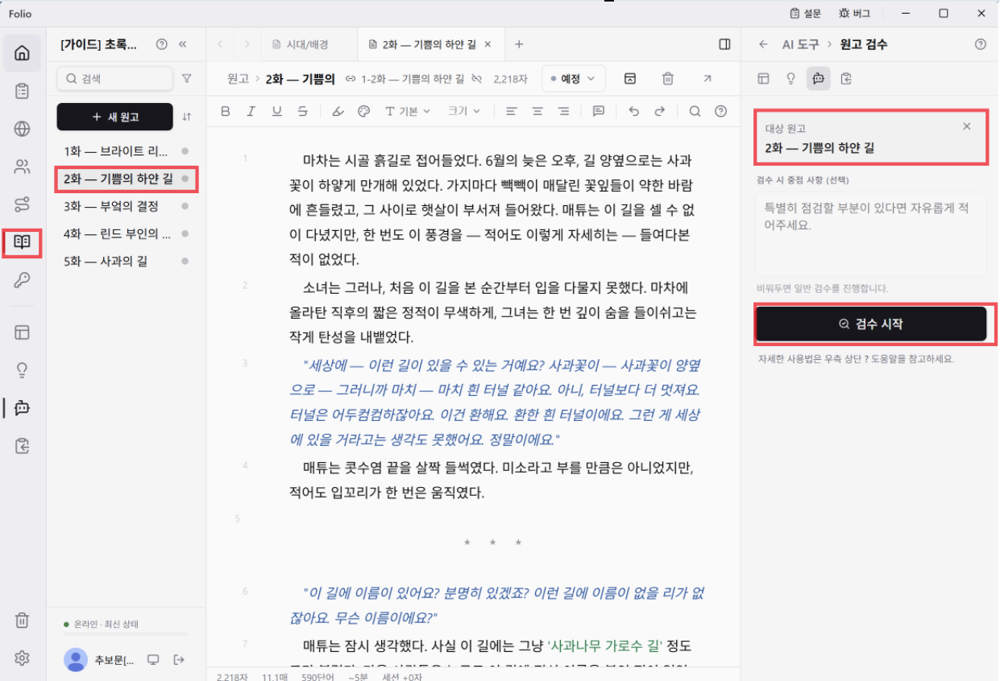 Folio
설문
버그
[가이드] 초록...
시대/배경
2화 — 기쁨의 하얀 길
AI 도구 › 원고 검수
검색
원고 › 2화 — 기쁨의
1-2화 — 기쁨의 하얀 길
2,218자
예정
+ 새 원고
B I U S
T 기본
크기
1화 — 브라이트 리...
2화 — 기쁨의 하얀 길
3화 — 부엌의 결정
4화 — 린드 부인의 ...
5화 — 사과의 길
온라인 · 최신 상태
추보문[...
1
마차는 시골 흙길로 접어들었다. 6월의 늦은 오후, 길 양옆으로는 사과
꽃이 하얗게 만개해 있었다. 가지마다 빽빽이 매달린 꽃잎들이 약한 바람
에 흔들렸고, 그 사이로 햇살이 부서져 들어왔다. 매튜는 이 길을 셀 수 없
이 다녔지만, 한 번도 이 풍경을 — 적어도 이렇게 자세히는 — 들여다본
적이 없었다.
2
소녀는 그러나, 처음 이 길을 본 순간부터 입을 다물지 못했다. 마차에
올라탄 직후의 짧은 정적이 무색하게, 그녀는 한 번 깊이 숨을 들이쉬고는
작게 탄성을 내뱉었다.
3
"세상에 — 이런 길이 있을 수 있는 거예요? 사과꽃이 — 사과꽃이 양옆
으로 — 그러니까 마치 — 마치 흰 터널 같아요. 아니, 터널보다 더 멋져요.
터널은 어두컴컴하잖아요. 이건 환해요. 환한 흰 터널이에요. 그런 게 세상
에 있을 거라고는 생각도 못했어요. 정말이에요."
4
매튜는 콧수염 끝을 살짝 들썩였다. 미소라고 부를 만큼은 아니었지만,
적어도 입꼬리가 한 번은 움직였다.
5
* * *
6
"이 길에 이름이 있어요? 분명히 있겠죠? 이런 길에 이름이 없을 리가 없
잖아요. 무슨 이름이에요?"
7
매튜는 잠시 생각했다. 사실 이 길에는 그냥 '사과나무 가로수 길' 정도
2,218자 11.1매 590단어 ~5분 세션 +0자
대상 원고
2화 — 기쁨의 하얀 길
검수 시 중점 사항 (선택)
특별히 점검할 부분이 있다면 자유롭게 적
어주세요.
비워두면 일반 검수를 진행합니다.
검수 시작
자세한 사용법은 우측 상단 ? 도움말을 참고하세요.